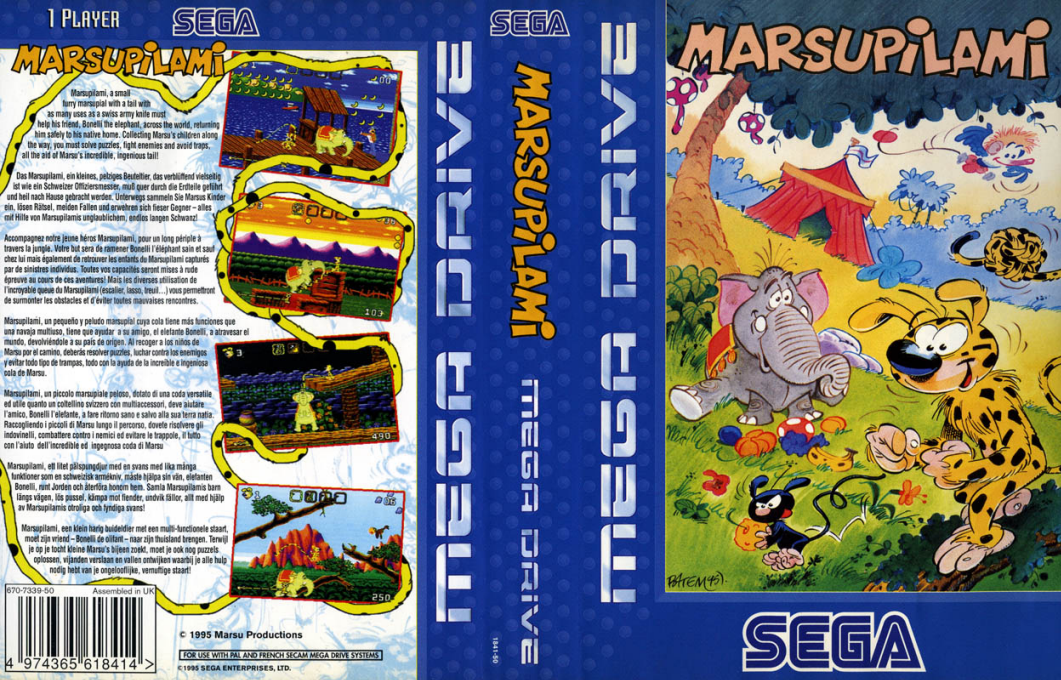 1 PLAYER
SEGA
MARSUPiLAMi
Marsupilami, a small
furry marsupial with a tail with
as many uses as a swiss army knife must
help his friend, Bonelli the elephant, across the world, returning
him safely to his native home. Collecting Marsa's children along
the way, you must solve puzzles, fight enemies and avoid traps,
all the aid of Marsu's incredible, ingenious tail!
Das Marsupilami, ein kleines, pelziges Beuteltier, das verblüffend vielseitig
ist wie ein Schweizer Offiziersmesser, muß quer durch die Erdteile geführt
und heil nach Hause gebracht werden. Unterwegs sammeln Sie Marsus Kinder
ein, lösen Rätsel, meiden Fallen und erwehren sich fieser Gegner – alles
mit Hilfe von Marsupilamis unglaublichem, endlos langen Schwanz!
Accompagnez notre jeune héros Marsupilami, pour un long périple à
travers la jungle. Votre but sera de ramener Bonelli l'éléphant sain et sauf
chez lui mais également de retrouver les enfants du Marsupilami capturés
par de sinistres individus. Toutes vos capacités seront mises à rude
épreuve au cours de ces aventures! Mais les diverses utilisation de
l'incroyable queue du Marsupilami (escalier, lasso, treuil...) vous permettront
de surmonter les obstacles et d'éviter toutes mauvaises rencontres.
Marsupilami, un pequeño y peludo marsupial cuya cola tiene más funciones que
una navaja multiuso, tiene que ayudar a su amigo, el elefante Bonelli, a atravesar el
mundo, devolviéndole a su país de origen. Al recoger a los niños de
Marsu por el camino, deberás resolver puzzles, luchar contra los enemigos
y evitar todo tipo de trampas, todo con la ayuda de la increíble e ingeniosa
cola de Marsu.
Marsupilami, un piccolo marsupiale peloso, dotato di una coda versatile
ed utile quanto un coltellino svizzero con multiaccessori, deve aiutare
l'amico, Bonelli l'elefante, a fare ritorno sano e salvo alla sua terra natia.
Raccogliendo i piccoli di Marsu lungo il percorso, dovete risolvere gli
indovinelli, combattere contro i nemici ed evitare le trappole, il tutto
con l'aiuto dell'incredible ed ingegnosa coda di Marsu
Marsupilami, ett litet pälspungdjur med en svans med lika många
funktioner som en schweizisk armékniv, måste hjälpa sin vän, elefanten
Bonelli, runt Jorden och återföra honom hem. Samla Marsupilamis barn
längs vägen, lös pussel, kämpa mot fiender, undvik fällor, allt med hjälp
av Marsupilamis otroliga och fyndiga svans!
Marsupilami, een klein harig buideldier met een multi-functionele staart,
moet zijn vriend – Bonelli de olifant – naar zijn thuisland brengen. Terwijl
je op je tocht kleine Marsu's bijeen zoekt, moet je ook nog puzzels
oplossen, vijanden verslaan en vallen ontwijken waarbij je alle hulp
nodig hebt van je ongelooflijke, vernuftige staart!
103
3
490
1
06
250
670-7339-50
Assembled in UK
4 974365 618414 >
© 1995 Marsu Productions
FOR USE WITH PAL AND FRENCH SECAM MEGA DRIVE SYSTEMS
©1995 SEGA ENTERPRISES, LTD.
MEGA DRIVE
SEGA
MARSUPiLAMi
MEGA DRIVE
1841-50
MEGA DRIVE
MARSUPiLAMi
BATEM 95
SEGA